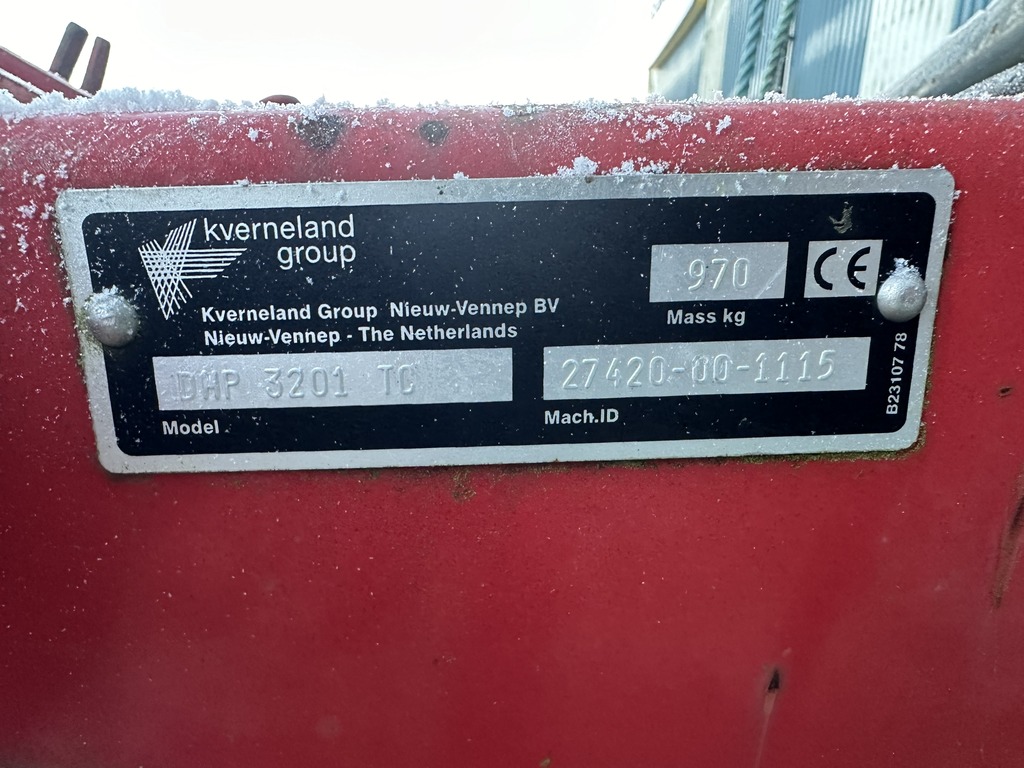 kverneland
group
Kverneland Group Nieuw-Vennep BV
Nieuw-Vennep - The Netherlands
970
Mass kg
CE
DHP 3201 TC
Model
27420-00-1115
Mach.ID
B23107 78